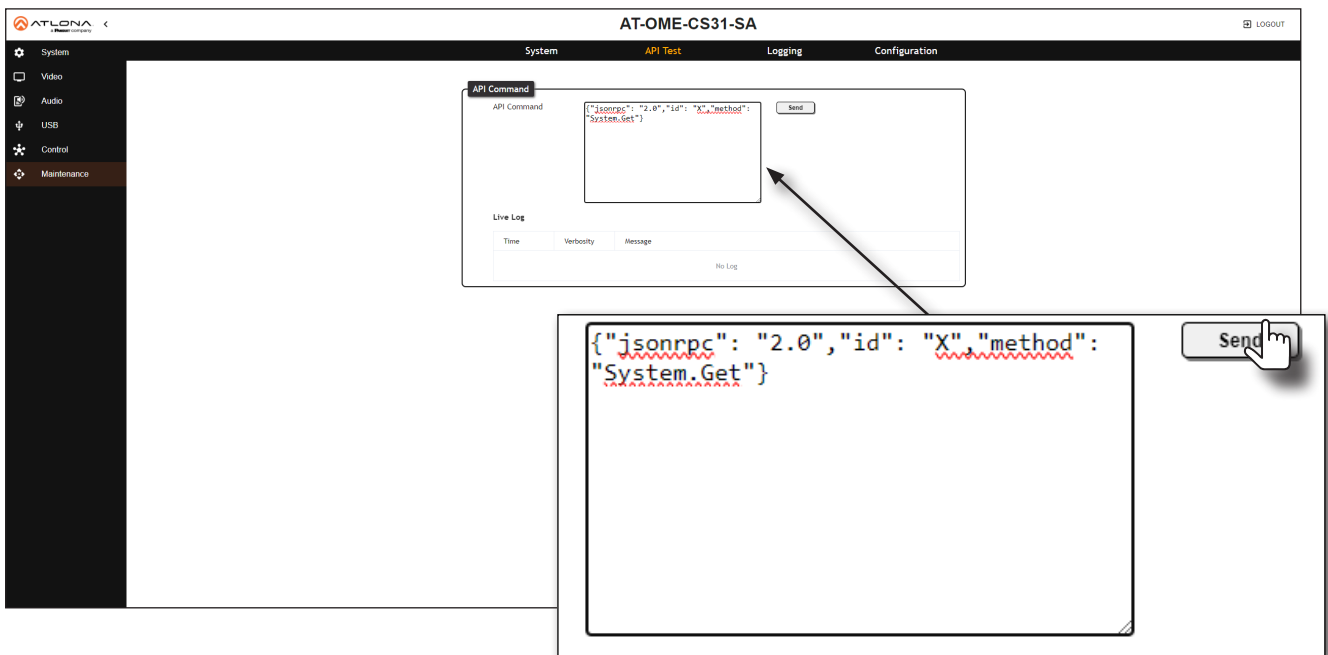 ATLONA
a Panduit company
<
AT-OME-CS31-SA
LOGOUT
System
Video
Audio
USB
Control
Maintenance
System API Test Logging Configuration
API Command
API Command
{"jsonrpc": "2.0","id": "X","method":
"System.Get"}
Send
Live Log
Time Verbosity Message
No Log
{"jsonrpc": "2.0","id": "X","method":
"System.Get"}
Send